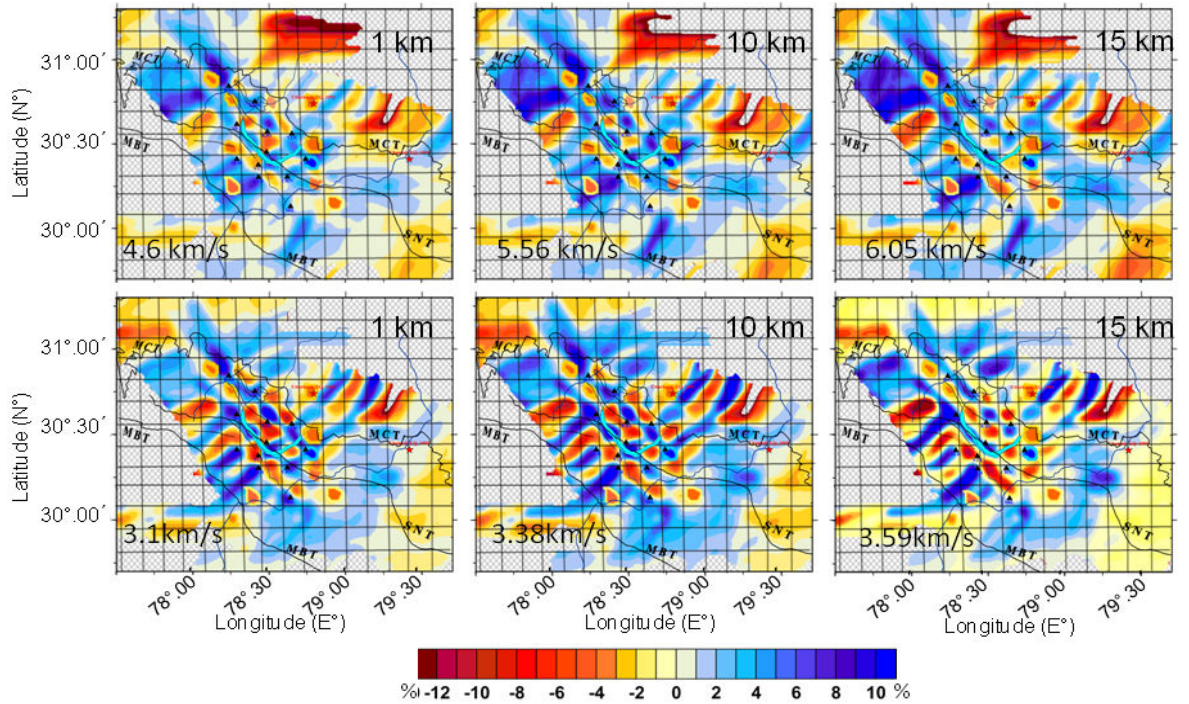 1 km
10 km
15 km
31° 00´
30° 30´
30° 00´
Latitude (N°)
MCT
MBT
MCT
SNT
MBT
4.6 km/s
MCT
MBT
MCT
SNT
MBT
5.56 km/s
MCT
MBT
MCT
SNT
MBT
6.05 km/s
1 km
10 km
15 km
31° 00´
30° 30´
30° 00´
Latitude (N°)
MCT
MBT
MCT
SNT
MBT
3.1km/s
MCT
MBT
MCT
SNT
MBT
3.38km/s
MCT
MBT
MCT
SNT
MBT
3.59km/s
78°.00´ 78°.30´ 79°.00´ 79°.30´
78°.00´ 78°.30´ 79°.00´ 79°.30´
78°.00´ 78°.30´ 79°.00´ 79°.30´
Longitude (E°)
Longitude (E°)
Longitude (E°)
% -12 -10 -8 -6 -4 -2 0 2 4 6 8 10 %